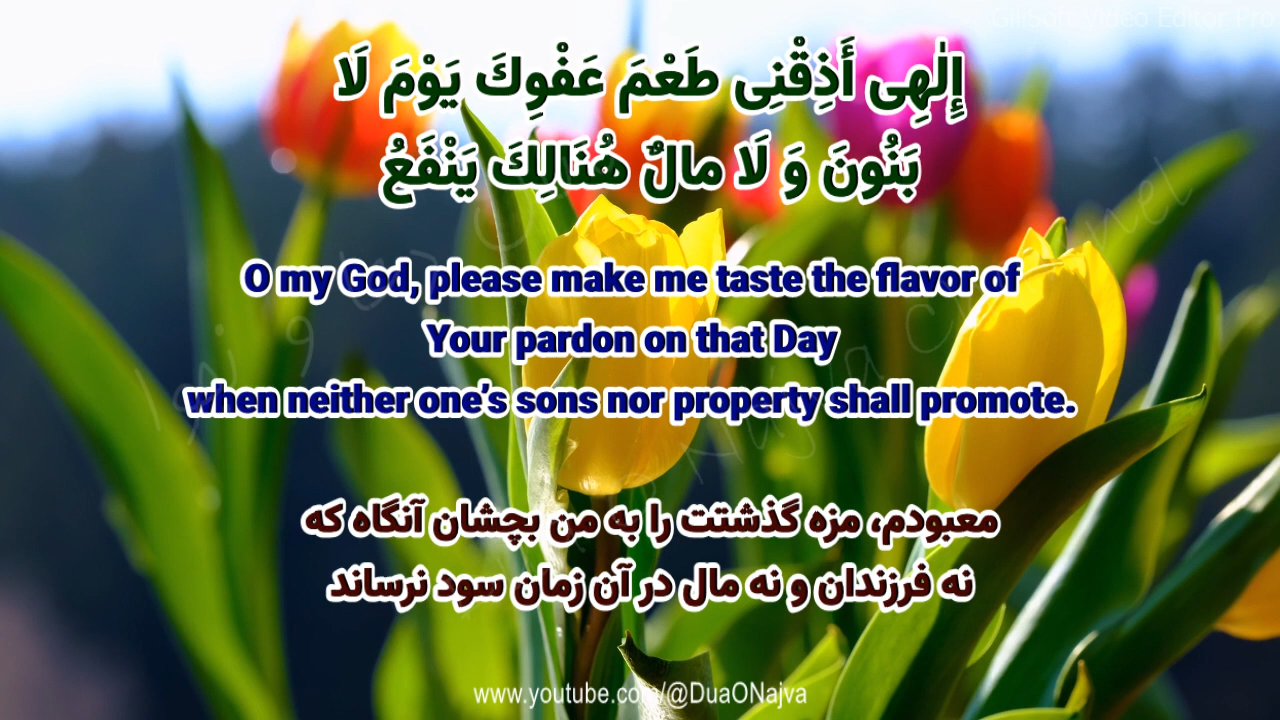 إِلٰهِی أَذِقْنِی طَعْمَ عَفْوِكَ یَوْمَ لَا
بَنُونَ وَ لَا مالٌ هُنَالِكَ یَنْفَعُ
O my God, please make me taste the flavor of
Your pardon on that Day
when neither one's sons nor property shall promote.
معبودم، مزه گذشتت را به من بچشان آنگاه که
نه فرزندان و نه مال در آن زمان سود نرساند
www.youtube.com/@DuaONajva